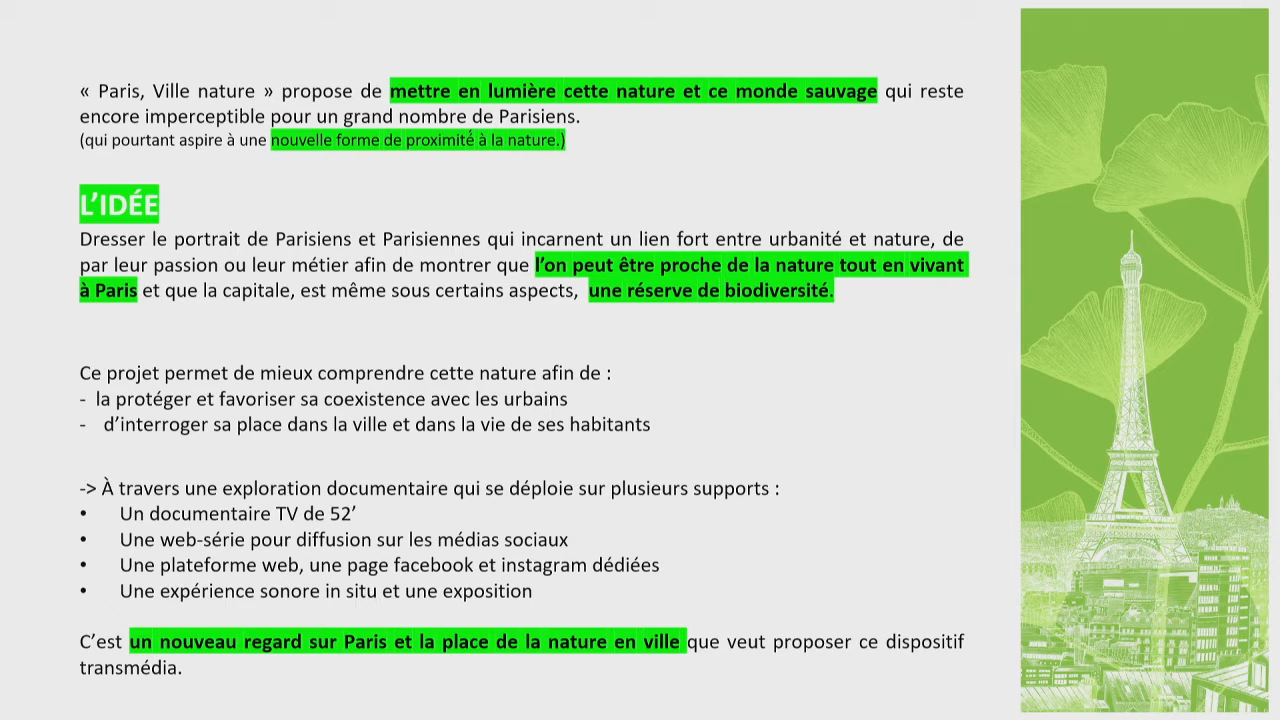 « Paris, Ville nature » propose de mettre en lumière cette nature et ce monde sauvage qui reste
encore imperceptible pour un grand nombre de Parisiens.
(qui pourtant aspire à une nouvelle forme de proximité à la nature.)
L’IDÉE
Dresser le portrait de Parisiens et Parisiennes qui incarnent un lien fort entre urbanité et nature, de
par leur passion ou leur métier afin de montrer que l’on peut être proche de la nature tout en vivant
à Paris et que la capitale, est même sous certains aspects, une réserve de biodiversité.
Ce projet permet de mieux comprendre cette nature afin de :
- la protéger et favoriser sa coexistence avec les urbains
- d’interroger sa place dans la ville et dans la vie de ses habitants
-> À travers une exploration documentaire qui se déploie sur plusieurs supports :
• Un documentaire TV de 52’
• Une web-série pour diffusion sur les médias sociaux
• Une plateforme web, une page facebook et instagram dédiées
• Une expérience sonore in situ et une exposition
C’est un nouveau regard sur Paris et la place de la nature en ville que veut proposer ce dispositif
transmédia.